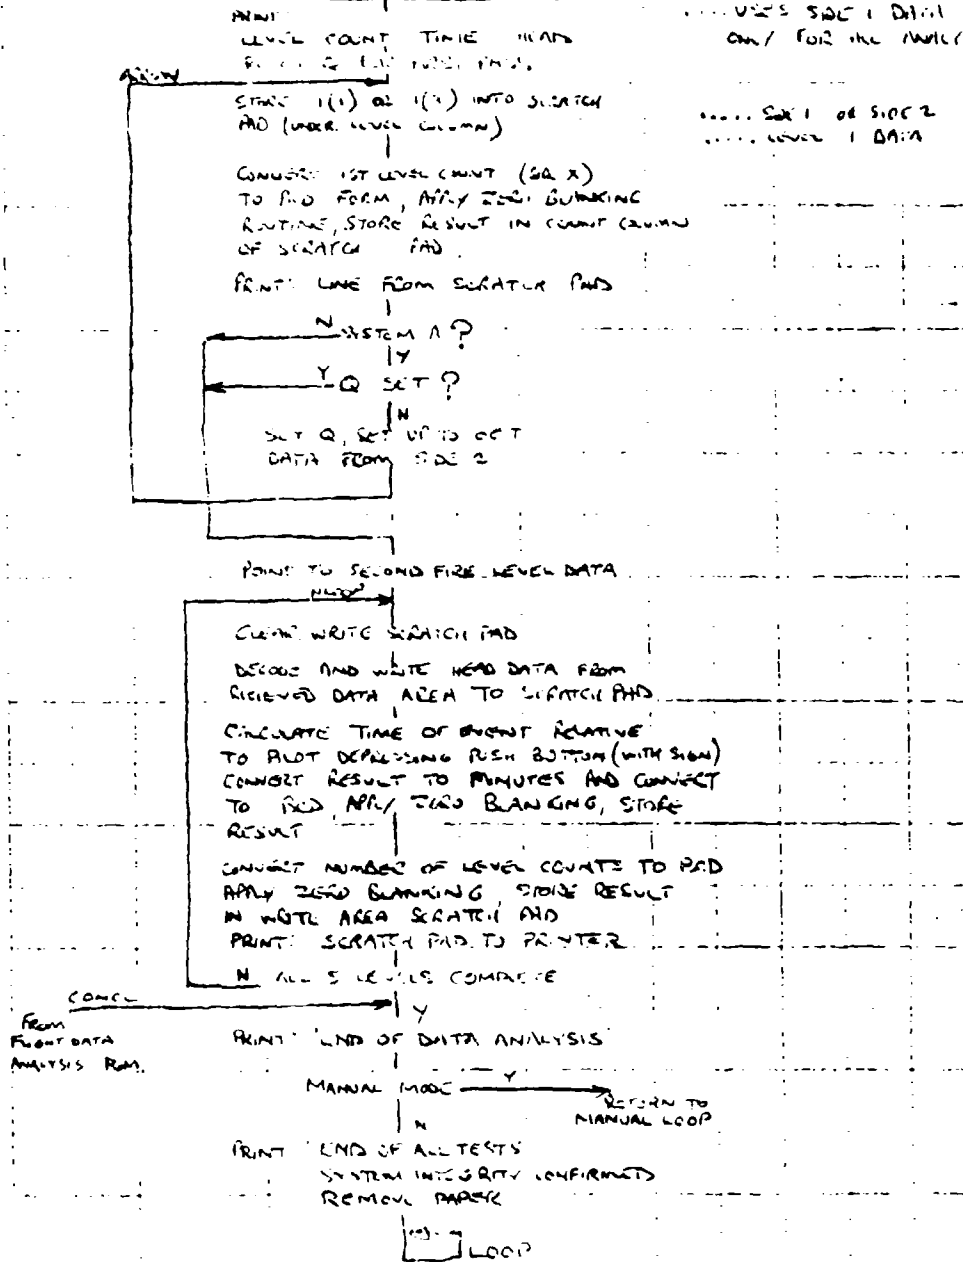 PRINT
LEVEL COUNT TIME HEAD
.... USES SIDE 1 DATA
ONLY FOR THE
ARROW
STORE 1(1) OR 1( ) INTO SCRATCH
PAD (UNDER LEVEL COLUMN)
..... SIDE 1 OR SIDE 2
..... LEVEL 1 DATA
CONVERT 1ST LEVEL COUNT
TO BCD FORM, APPLY ZERO BLANKING
ROUTINE, STORE RESULT IN COUNT COLUMN
OF SCRATCH PAD.
PRINT: LINE FROM SCRATCH PAD
N SYSTEM A ?
Y
Y Q SET ?
N
SET Q, SET UP TO GET
DATA FROM SIDE 2
POINT TO SECOND FIRE LEVEL DATA
NLOOP
CLEAR WRITE SCRATCH PAD
DECODE AND WRITE HEAD DATA FROM
RECIEVED DATA AREA TO SCRATCH PAD
CALCULATE TIME OF EVENT RELATIVE
TO PILOT DEPRESSING PUSH BUTTON (WITH SIGN)
CONVERT RESULT TO MINUTES AND CONVERT
TO BCD APPLY ZERO BLANKING, STORE
RESULT
CONVERT NUMBER OF LEVEL COUNTS TO BCD
APPLY ZERO BLANKING, STORE RESULT
IN WRITE AREA SCRATCH PAD
PRINT: SCRATCH PAD TO PRINTER
N ALL 5 LEVELS COMPLETE
CONCL
Y
FROM
FLIGHT DATA
ANALYSIS ROM.
PRINT 'END OF DATA ANALYSIS'
MANUAL MODE Y
RETURN TO
MANUAL LOOP
N
PRINT 'END OF ALL TESTS
SYSTEM INTEGRITY CONFIRMED
REMOVE PAPER
LOOP